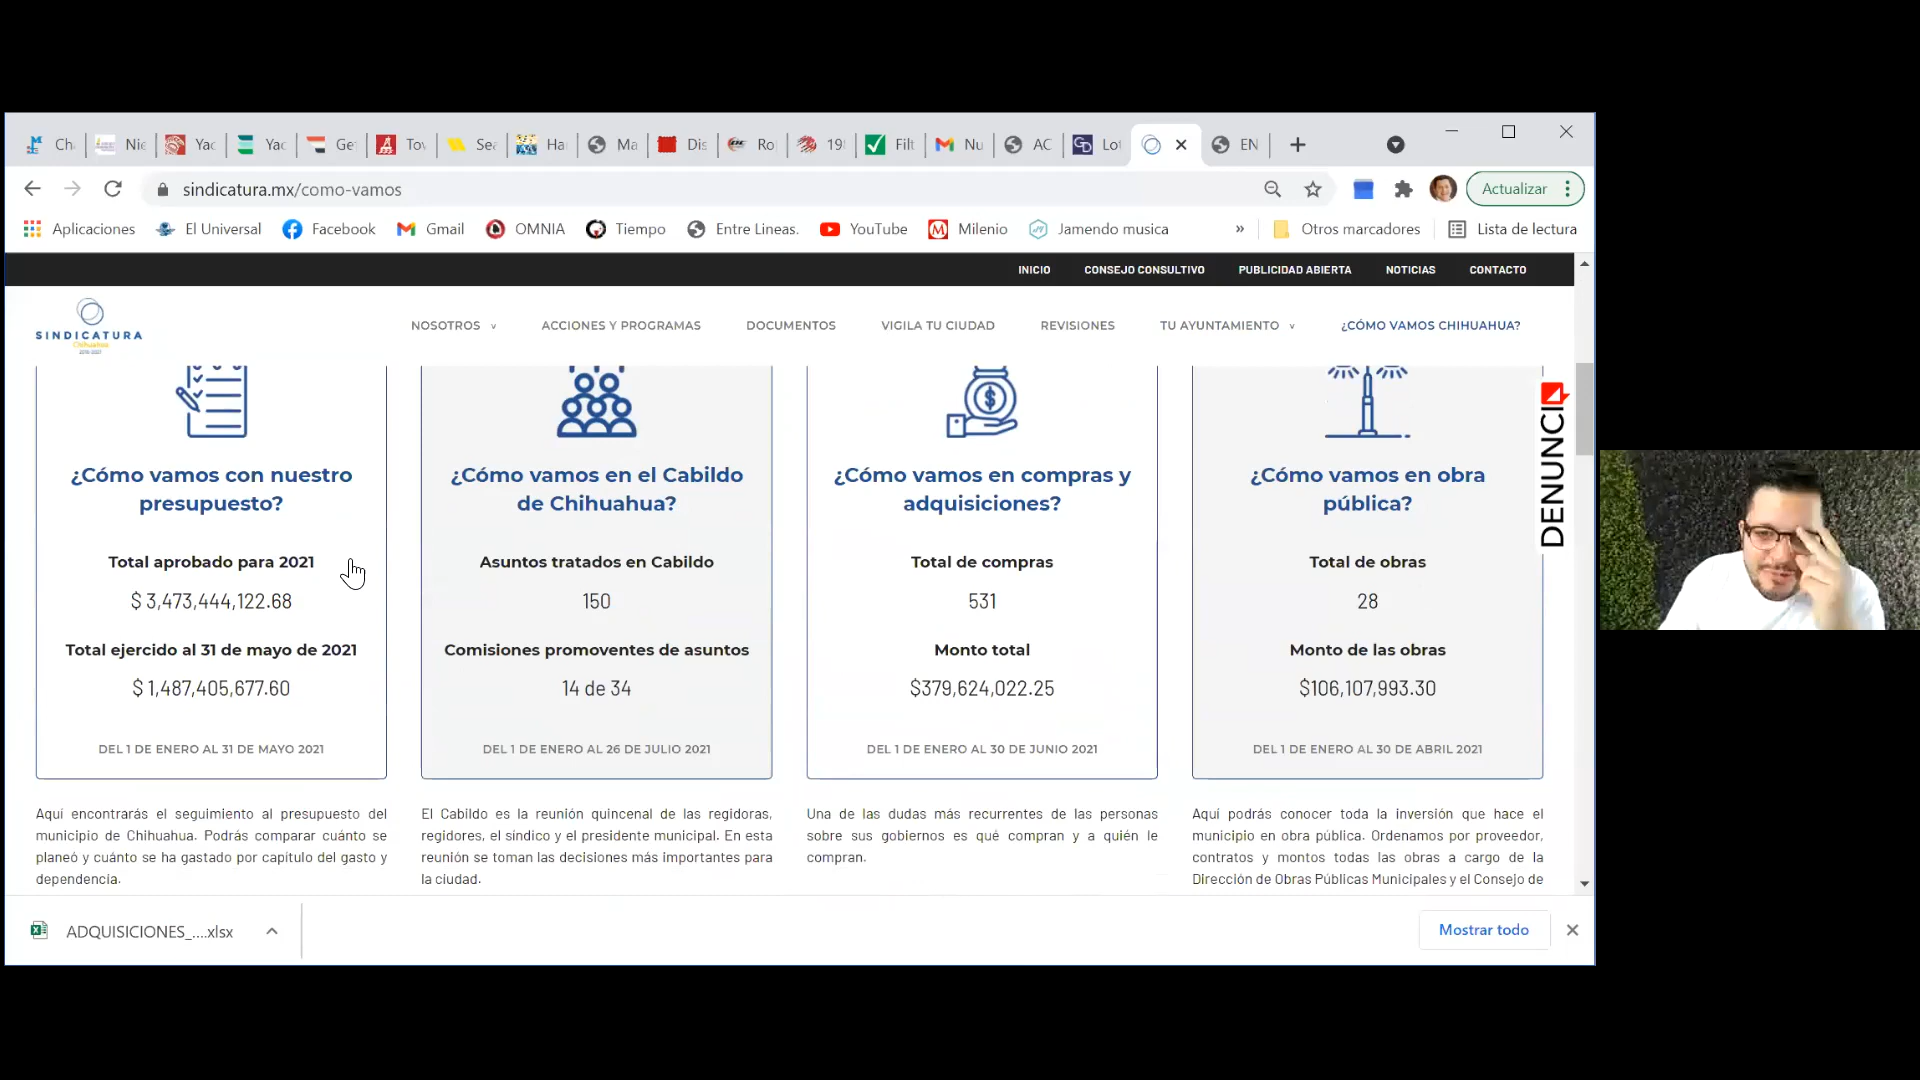 Ch
Nie
Yac
Yac
Ge
Tov
Sea
Ha
Ma
Dis
Ro
19
Filt
Nu
AC
Lot
EN
sindicatura.mx/como-vamos
Actualizar
Aplicaciones
El Universal
Facebook
Gmail
OMNIA
Tiempo
Entre Lineas.
YouTube
Milenio
Jamendo musica
»
Otros marcadores
Lista de lectura
INICIO
CONSEJO CONSULTIVO
PUBLICIDAD ABIERTA
NOTICIAS
CONTACTO
SINDICATURA
Chihuahua
NOSOTROS
ACCIONES Y PROGRAMAS
DOCUMENTOS
VIGILA TU CIUDAD
REVISIONES
TU AYUNTAMIENTO
¿CÓMO VAMOS CHIHUAHUA?
¿Cómo vamos con nuestro
presupuesto?
Total aprobado para 2021
$ 3,473,444,122.68
Total ejercido al 31 de mayo de 2021
$ 1,487,405,677.60
DEL 1 DE ENERO AL 31 DE MAYO 2021
Aquí encontrarás el seguimiento al presupuesto del
municipio de Chihuahua. Podrás comparar cuánto se
planeó y cuánto se ha gastado por capítulo del gasto y
dependencia.
¿Cómo vamos en el Cabildo
de Chihuahua?
Asuntos tratados en Cabildo
150
Comisiones promoventes de asuntos
14 de 34
DEL 1 DE ENERO AL 26 DE JULIO 2021
El Cabildo es la reunión quincenal de las regidoras,
regidores, el síndico y el presidente municipal. En esta
reunión se toman las decisiones más importantes para
la ciudad.
¿Cómo vamos en compras y
adquisiciones?
Total de compras
531
Monto total
$379,624,022.25
DEL 1 DE ENERO AL 30 DE JUNIO 2021
Una de las dudas más recurrentes de las personas
sobre sus gobiernos es qué compran y a quién le
compran.
¿Cómo vamos en obra
pública?
Total de obras
28
Monto de las obras
$106,107,993.30
DEL 1 DE ENERO AL 30 DE ABRIL 2021
Aquí podrás conocer toda la inversión que hace el
municipio en obra pública. Ordenamos por proveedor,
contratos y montos todas las obras a cargo de la
Dirección de Obras Públicas Municipales y el Consejo de
DENUNCI
ADQUISICIONES_....xlsx
Mostrar todo